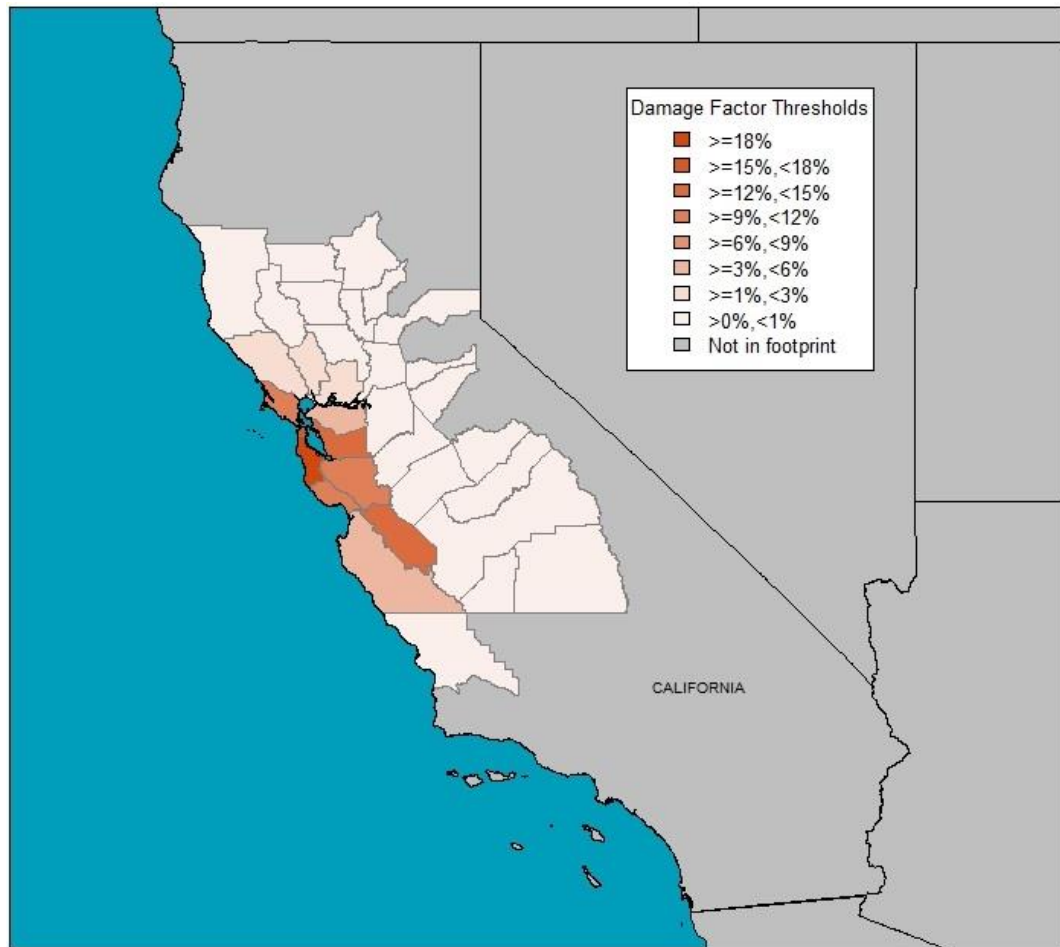 Damage Factor Thresholds
>=18%
>=15%,<18%
>=12%,<15%
>=9%,<12%
>=6%,<9%
>=3%,<6%
>=1%,<3%
>0%,<1%
Not in footprint
CALIFORNIA